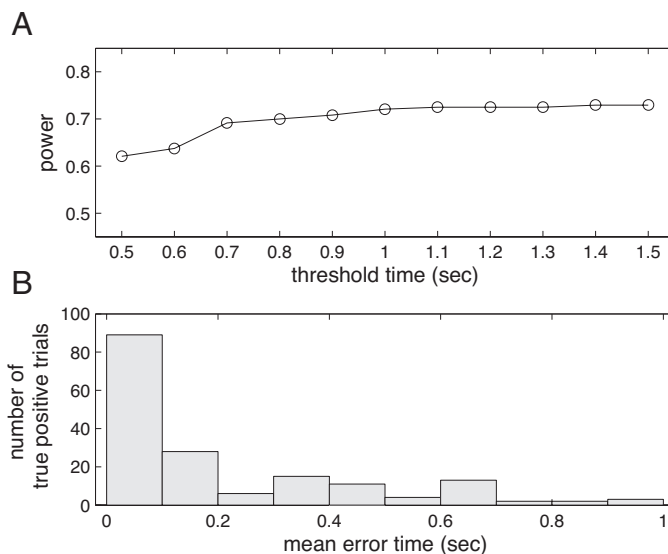 A
0.8
0.7
0.6
0.5
power
0.5 0.6 0.7 0.8 0.9 1 1.1 1.2 1.3 1.4 1.5
threshold time (sec)
B
100
80
60
40
20
0
number of
true positive trials
0 0.2 0.4 0.6 0.8 1
mean error time (sec)